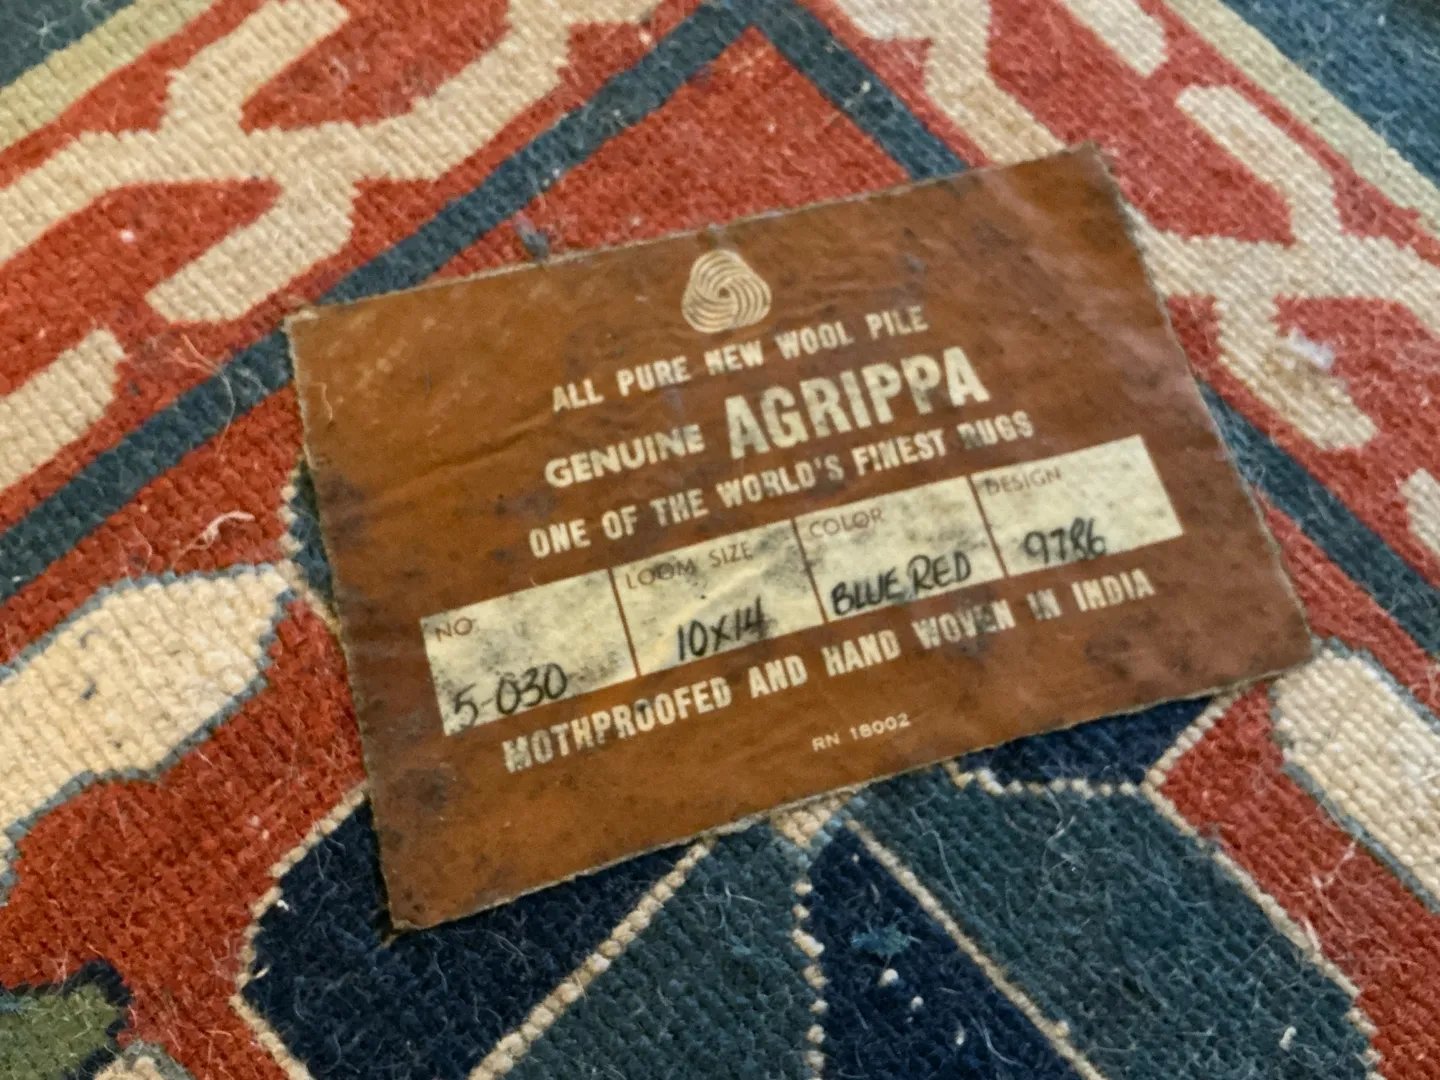 ALL PURE NEW WOOL PILE
GENUINE AGRIPPA
ONE OF THE WORLD'S FINEST RUGS
NO. LOOM SIZE COLOR DESIGN
5-030 10X14 BLUE RED 9786
MOTHPROOFED AND HAND WOVEN IN INDIA
RN 18002